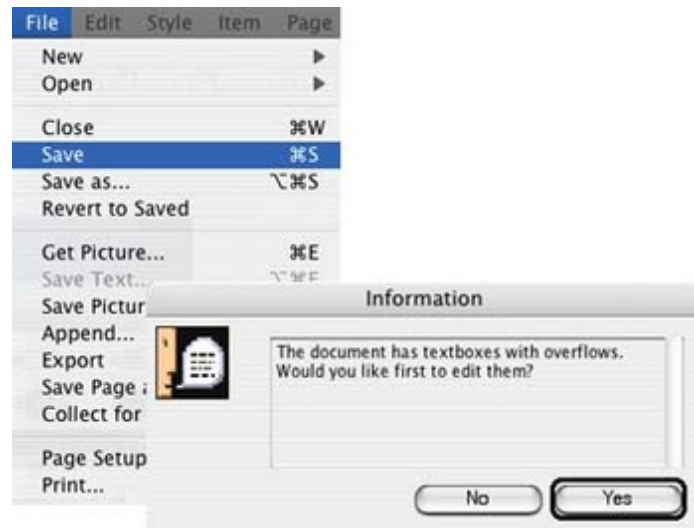 File Edit Style Item Page
New
Open
Close ⌘W
Save ⌘S
Save as... ⌥⌘S
Revert to Saved
Get Picture... ⌘E
Save Text... ⌥⌘E
Save Pictur
Append...
Export
Save Page
Collect for
Page Setup
Print...
Information
The document has textboxes with overflows.
Would you like first to edit them?
No Yes